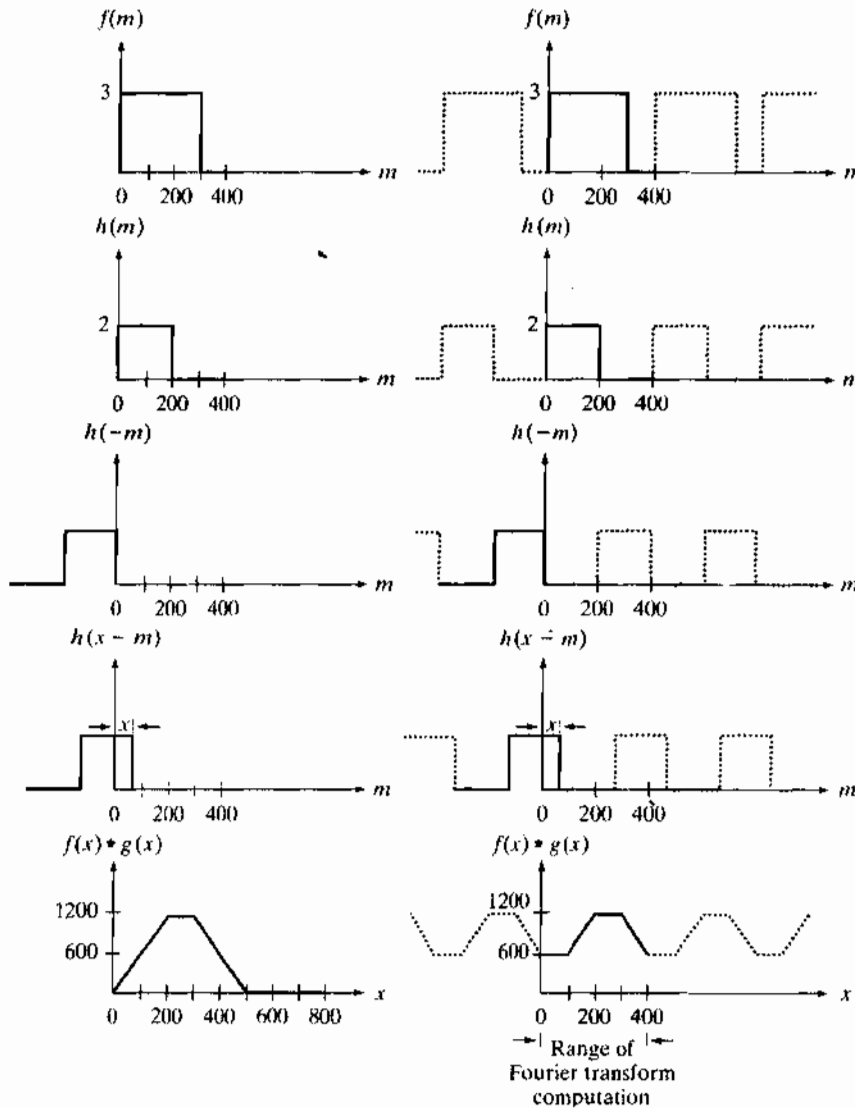 f(m) f(m)
3 3
m m
0 200 400 0 200 400
h(m) h(m)
2 2
m m
0 200 400 0 200 400
h(−m) h(−m)
m m
0 200 400 0 200 400
h(x − m) h(x − m)
x x
m m
0 200 400 0 200 400
f(x) * g(x) f(x) * g(x)
1200 1200
600 600
x x
0 200 400 600 800 0 200 400
Range of
Fourier transform
computation